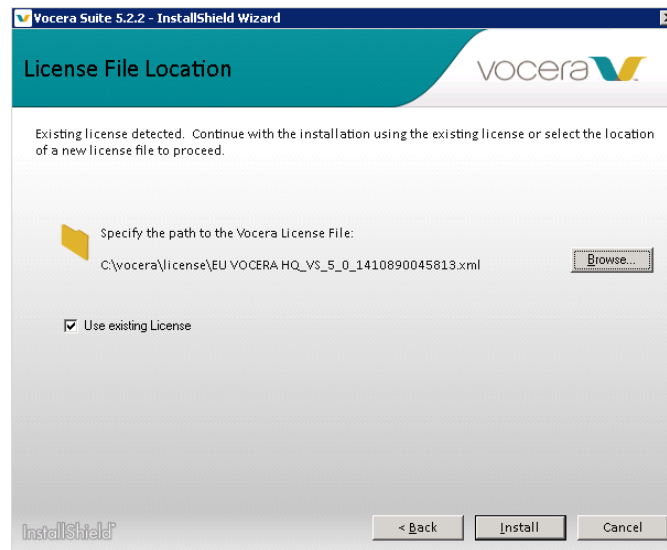 Vocera Suite 5.2.2 - InstallShield Wizard
License File Location
vocera
Existing license detected. Continue with the installation using the existing license or select the location
of a new license file to proceed.
Specify the path to the Vocera License File:
C:\vocera\license\EU VOCERA HQ_VS_5_0_1410890045813.xml
Browse...
Use existing License
InstallShield
< Back
Install
Cancel